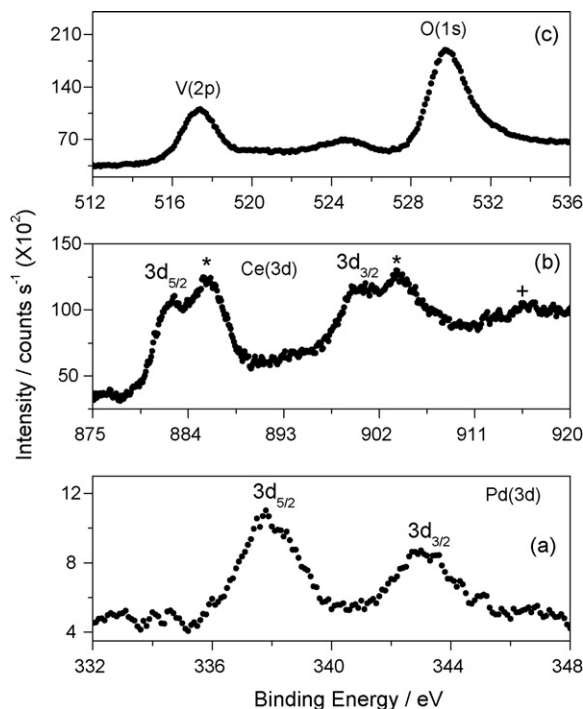 Intensity / counts s⁻¹ (X10²)
210
140
70
V(2p)
O(1s)
(c)
512 516 520 524 528 532 536
150
100
50
3d5/2
*
Ce(3d)
3d3/2
*
+
(b)
875 884 893 902 911 920
12
8
4
3d5/2
3d3/2
Pd(3d)
(a)
332 336 340 344 348
Binding Energy / eV